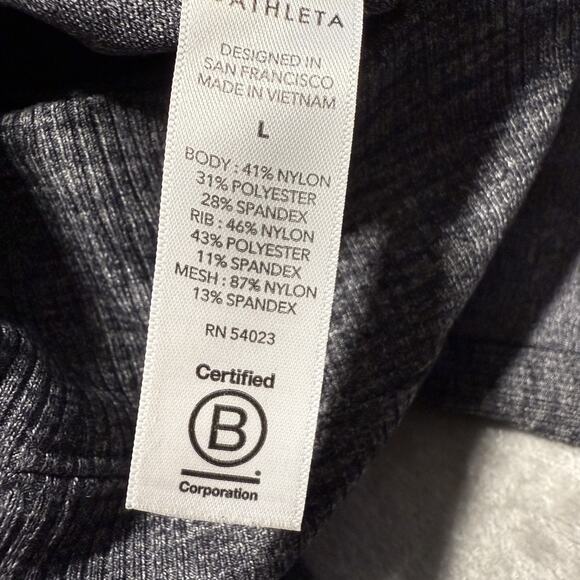 ATHLETA
DESIGNED IN
SAN FRANCISCO
MADE IN VIETNAM
L
BODY : 41% NYLON
31% POLYESTER
28% SPANDEX
RIB : 46% NYLON
43% POLYESTER
11% SPANDEX
MESH : 87% NYLON
13% SPANDEX
RN 54023
Certified
B
Corporation